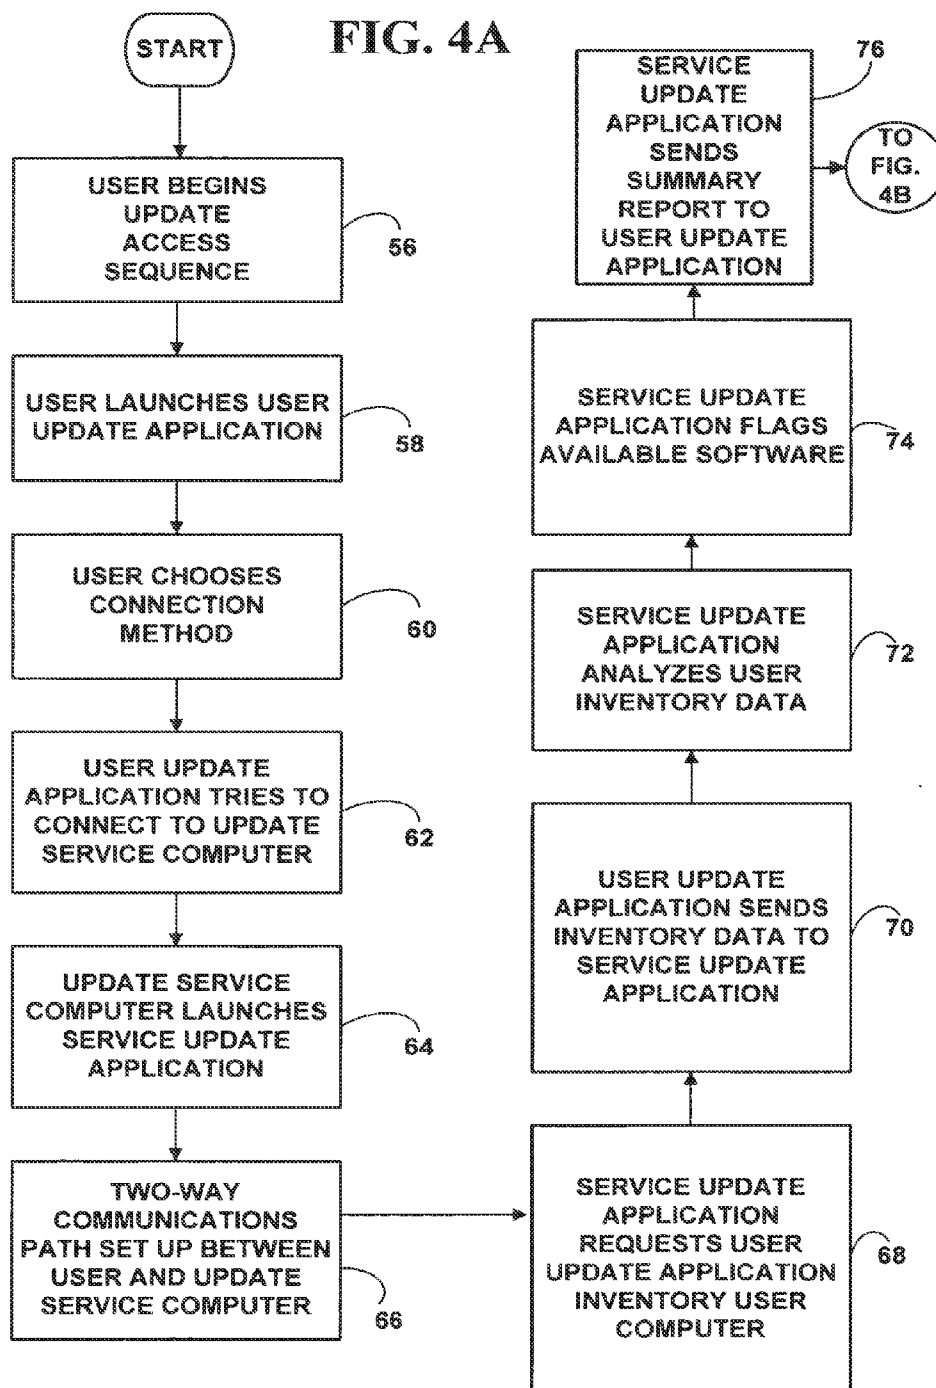 FIG. 4A
START
USER BEGINS
UPDATE
ACCESS
SEQUENCE
56
USER LAUNCHES USER
UPDATE APPLICATION
58
USER CHOOSES
CONNECTION
METHOD
60
USER UPDATE
APPLICATION TRIES TO
CONNECT TO UPDATE
SERVICE COMPUTER
62
UPDATE SERVICE
COMPUTER LAUNCHES
SERVICE UPDATE
APPLICATION
64
TWO-WAY
COMMUNICATIONS
PATH SET UP BETWEEN
USER AND UPDATE
SERVICE COMPUTER
66
SERVICE UPDATE
APPLICATION
REQUESTS USER
UPDATE APPLICATION
INVENTORY USER
COMPUTER
68
USER UPDATE
APPLICATION SENDS
INVENTORY DATA TO
SERVICE UPDATE
APPLICATION
70
SERVICE UPDATE
APPLICATION
ANALYZES USER
INVENTORY DATA
72
SERVICE UPDATE
APPLICATION FLAGS
AVAILABLE SOFTWARE
74
SERVICE
UPDATE
APPLICATION
SENDS
SUMMARY
REPORT TO
USER UPDATE
APPLICATION
76
TO
FIG.
4B